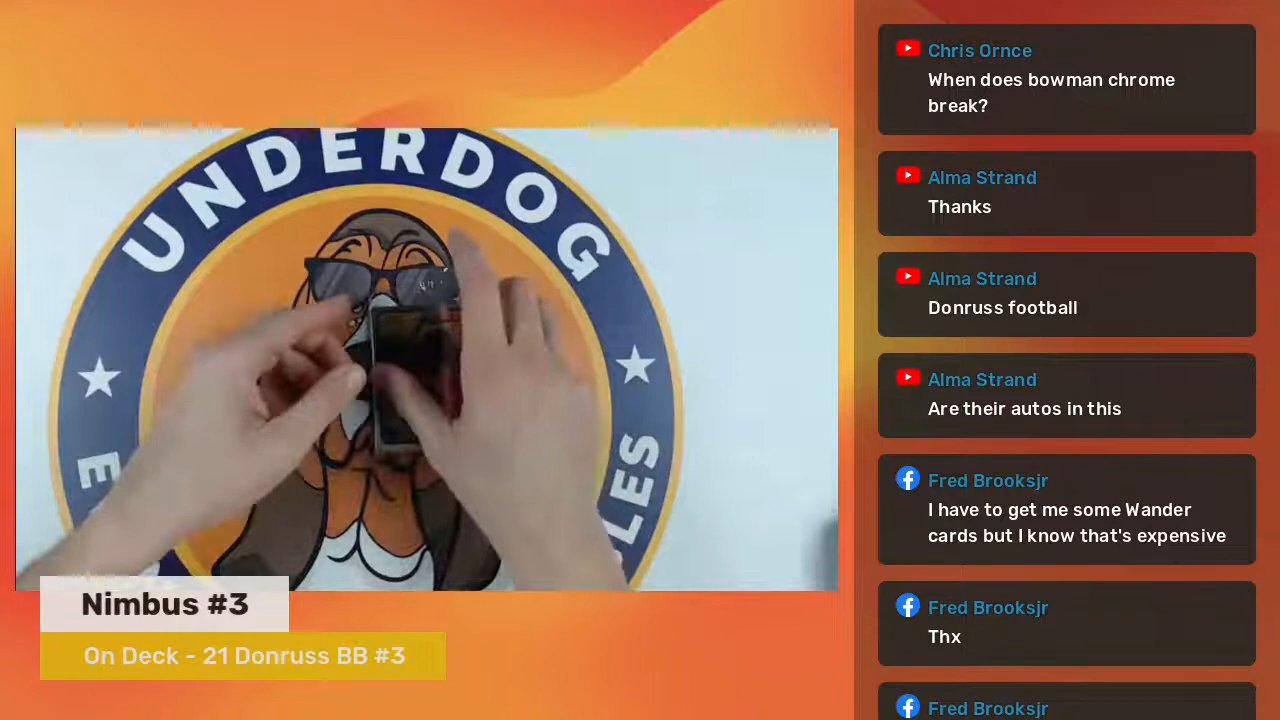 UNDERDOG
E
LES
Nimbus #3
On Deck - 21 Donruss BB #3
Chris Ornce
When does bowman chrome
break?
Alma Strand
Thanks
Alma Strand
Donruss football
Alma Strand
Are their autos in this
Fred Brooksjr
I have to get me some Wander
cards but I know that's expensive
Fred Brooksjr
Thx
Fred Brooksjr